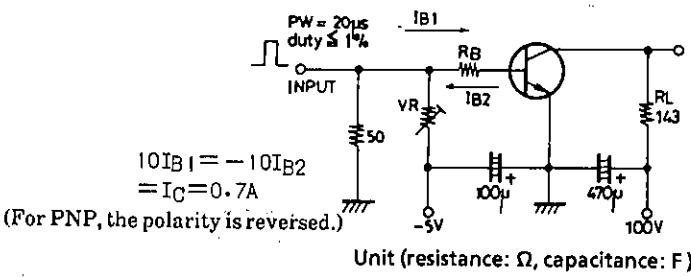 PW = 20μs
duty ≦ 1%
IB1
RB
INPUT
IB2
VR
RL
143
50
10IB1 = −10IB2
= IC = 0.7A
100μ
+
470μ
+
(For PNP, the polarity is reversed.)
−5V
100V
Unit (resistance: Ω, capacitance: F)